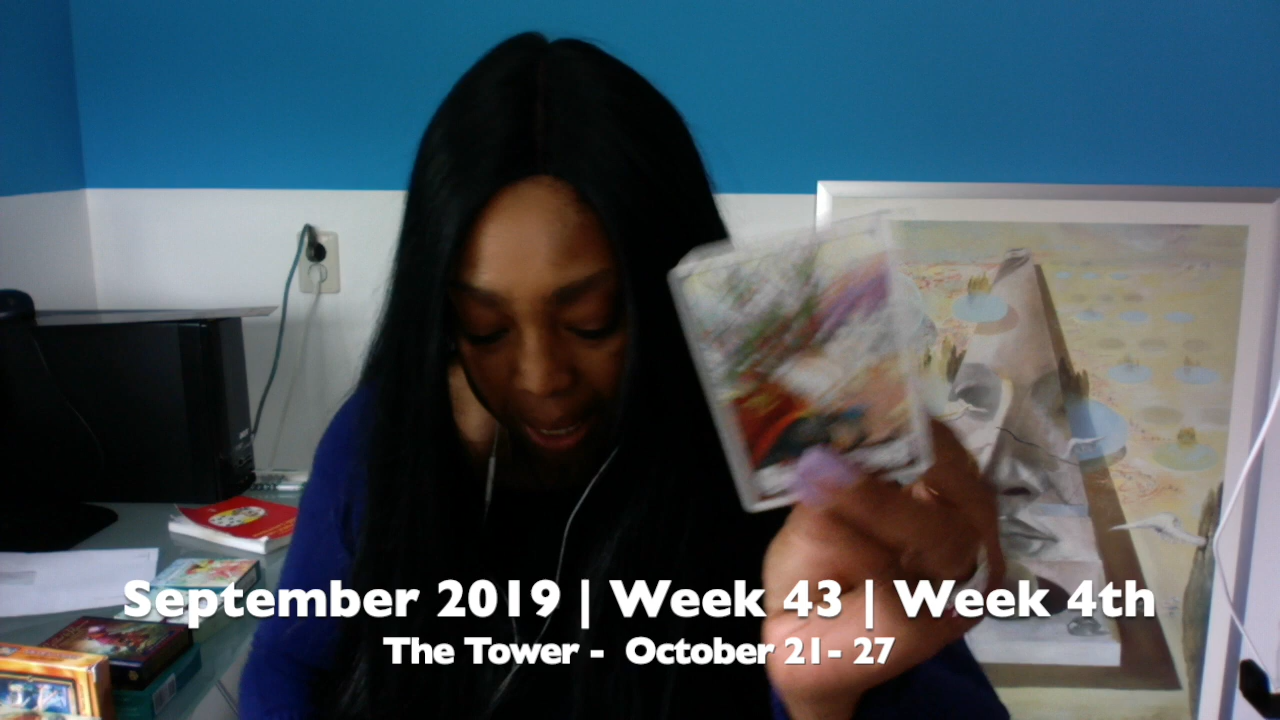 September 2019 | Week 43 | Week 4th
The Tower - October 21- 27